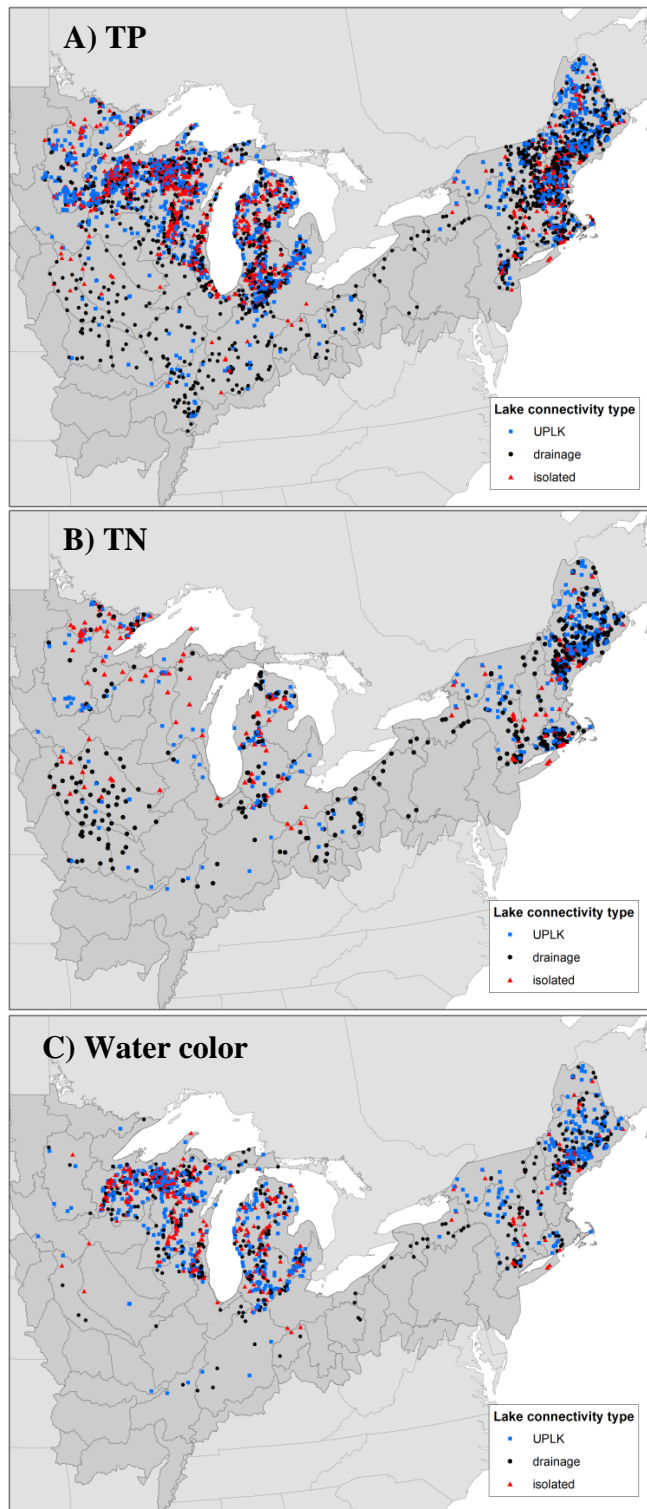 A) TP
Lake connectivity type
UPLK
drainage
isolated
B) TN
Lake connectivity type
UPLK
drainage
isolated
C) Water color
Lake connectivity type
UPLK
drainage
isolated